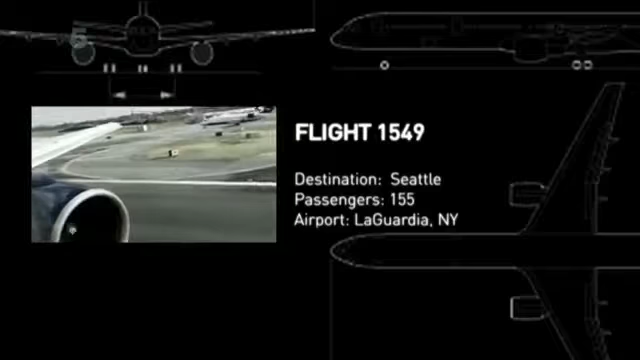 FLIGHT 1549
Destination: Seattle
Passengers: 155
Airport: LaGuardia, NY